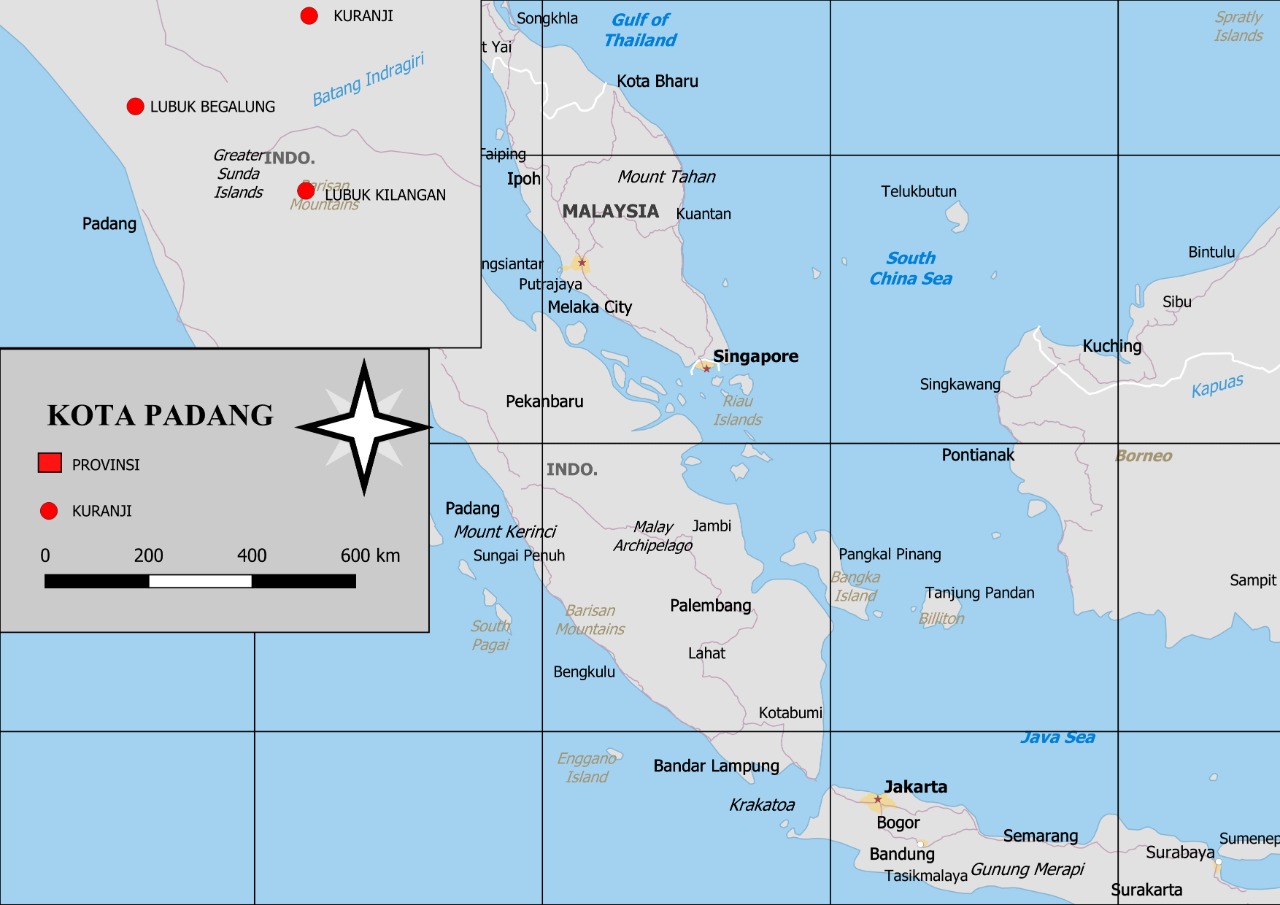 KURANJI
Batang Indragiri
LUBUK BEGALUNG
Greater
Sunda
Islands
INDO.
Barisan
Mountains
LUBUK KILANGAN
Padang
KOTA PADANG
PROVINSI
KURANJI
0 200 400 600 km
Songkhla
Gulf of
Thailand
Spratly
Islands
t Yai
Kota Bharu
Taiping
Ipoh
Mount Tahan
MALAYSIA
Kuantan
Telukbutun
South
China Sea
Bintulu
ngsiantar
Putrajaya
Melaka City
Sibu
Singapore
Kuching
Singkawang
Kapuas
Pekanbaru
Riau
Islands
INDO.
Pontianak
Borneo
Padang
Mount Kerinci
Sungai Penuh
Malay
Archipelago
Jambi
Pangkal Pinang
Bangka
Island
Tanjung Pandan
Billiton
Sampit
Barisan
Mountains
Palembang
South
Pagai
Lahat
Bengkulu
Kotabumi
Java Sea
Enggano
Island
Bandar Lampung
Krakatoa
Jakarta
Bogor
Bandung
Tasikmalaya
Semarang
Gunung Merapi
Surabaya
Sumenep
Surakarta